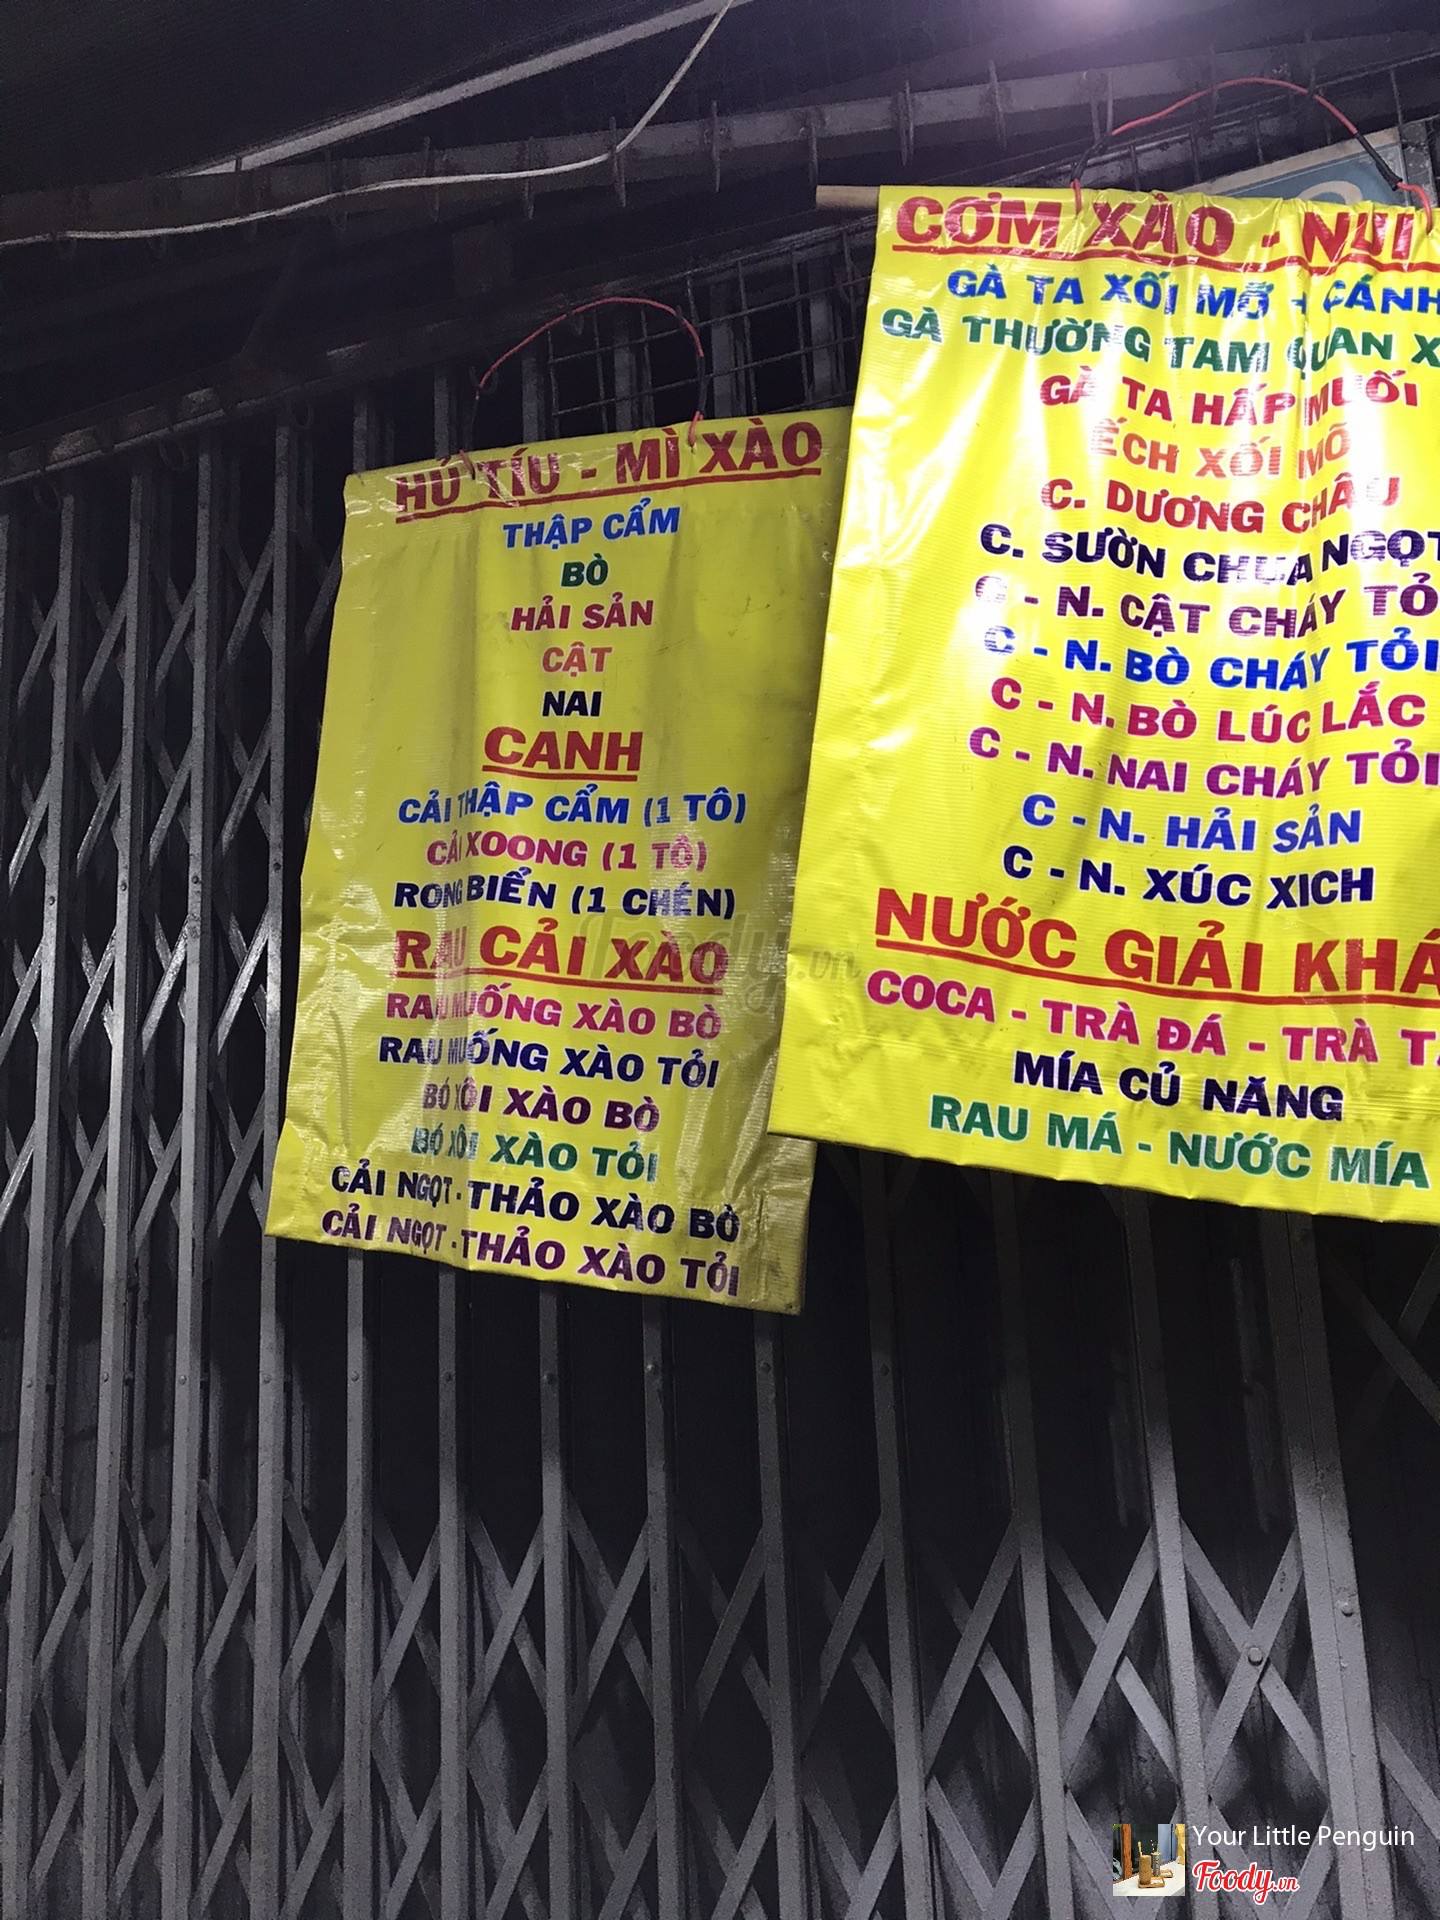 HỦ TÍU - MÌ XÀO
THẬP CẨM
BÒ
HẢI SẢN
CẬT
NAI
CANH
CẢI THẬP CẨM (1 TÔ)
CẢI XOONG (1 TÔ)
RONG BIỂN (1 CHÉN)
RAU CẢI XÀO
RAU MUỐNG XÀO BÒ
RAU MUỐNG XÀO TỎI
BÓ XÔI XÀO BÒ
BÓ XÔI XÀO TỎI
CẢI NGỌT - THẢO XÀO BÒ
CẢI NGỌT - THẢO XÀO TỎI
CƠM XÀO - NUI
GÀ TA XỐI MỠ - CÁNH
GÀ THƯỜNG TAM QUAN X
GÀ TA HẤP MUỐI
ẾCH XỐI MỠ
C. DƯƠNG CHÂU
C. SƯỜN CHUA NGỌT
C - N. CẬT CHÁY TỎ
C - N. BÒ CHÁY TỎI
C - N. BÒ LÚC LẮC
C - N. NAI CHÁY TỎI
C - N. HẢI SẢN
C - N. XÚC XICH
NƯỚC GIẢI KHÁ
COCA - TRÀ ĐÁ - TRÀ T
MÍA CỦ NĂNG
RAU MÁ - NƯỚC MÍA
Foody.vn
Your Little Penguin
Foody.vn